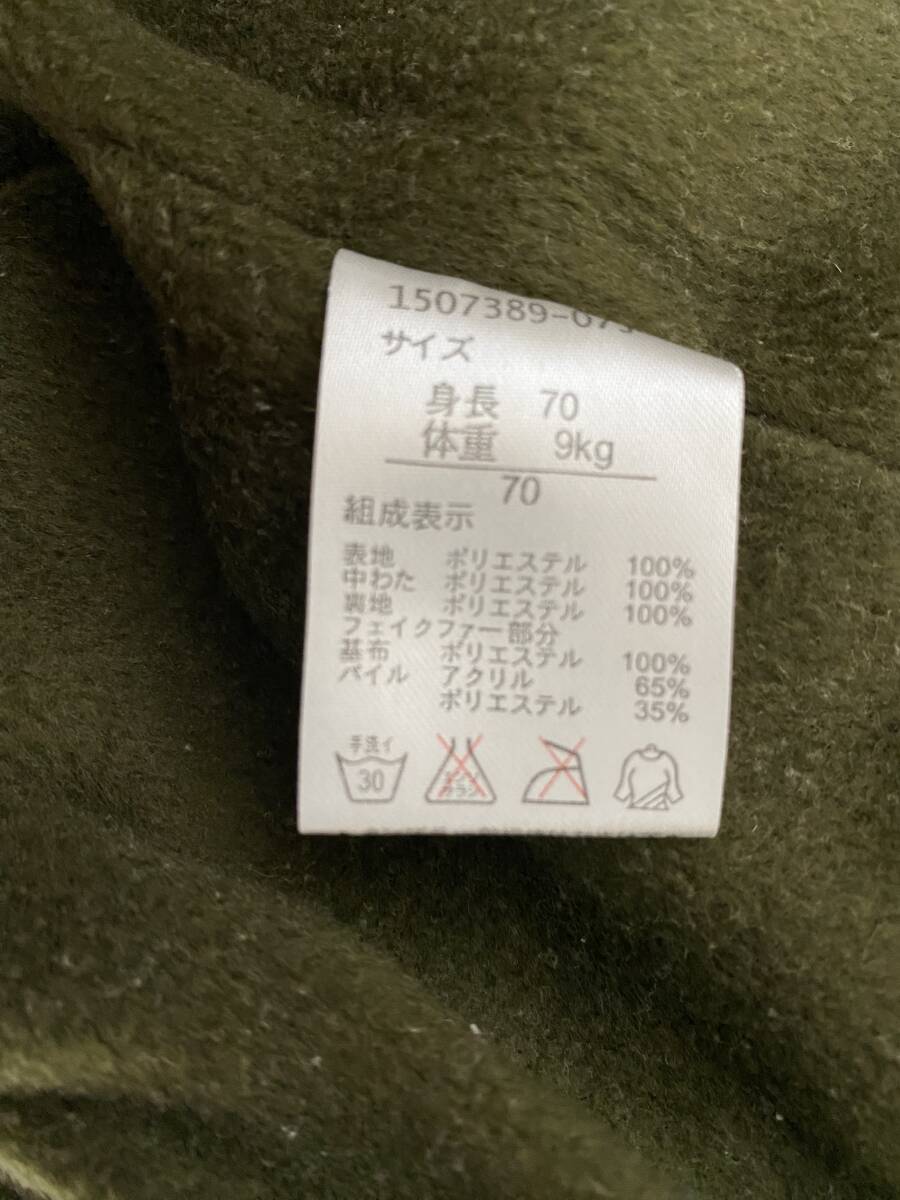 1507389-07
サイズ
身長 70
体重 9kg
70
組成表示
表地 ポリエステル 100%
中わた ポリエステル 100%
裏地 ポリエステル 100%
フェイクファー部分
基布 ポリエステル 100%
パイル アクリル 65%
ポリエステル 35%
手洗イ
30